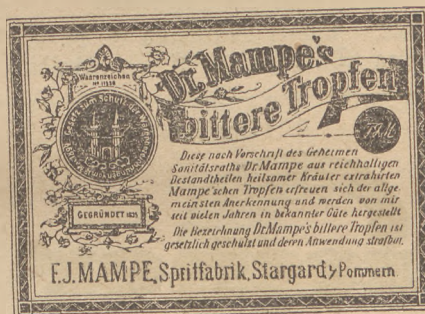 Waarenzeichen
No 11356
Dr. Mampe's
bittere Tropfen
GEGRÜNDET 1835
Diese nach Vorschrift des Geheimen
Sanitätsraths Dr Mampe aus reichhaltigen
Bestandtheilen heilsamer Kräuter extrahirten
Mampe'schen Tropfen erfreuen sich der allge-
meinsten Anerkennung und werden von mir
seit vielen Jahren in bekannter Güte hergestellt
Die Bezeichnung Dr. Mampe's bittere Tropfen ist
gesetzlich geschützt und deren Anwendung strafbar.
F.J. MAMPE, Spritfabrik, Stargard i/ Pommern.